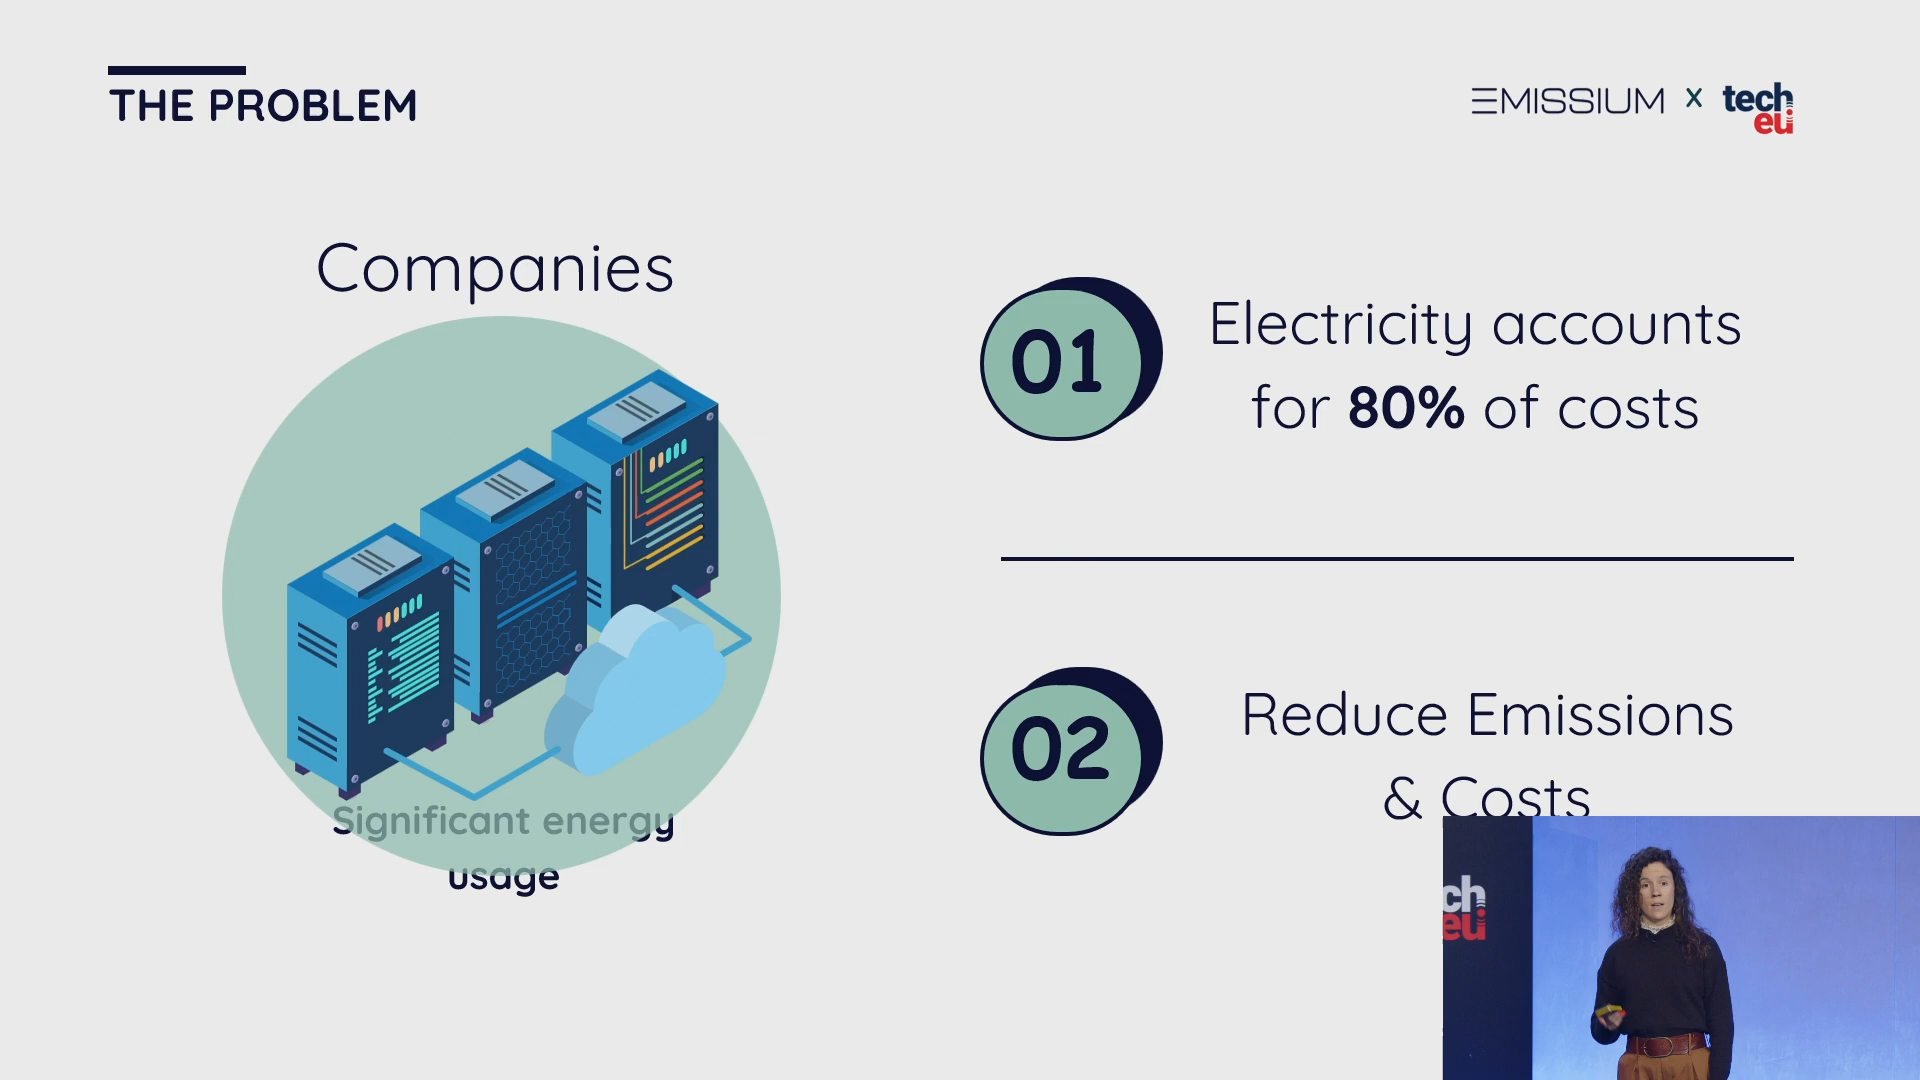 THE PROBLEM
EMISSIUM x tech
eu
Companies
Significant energy
usage
01
Electricity accounts
for 80% of costs
02
Reduce Emissions
& Costs
ch
eu